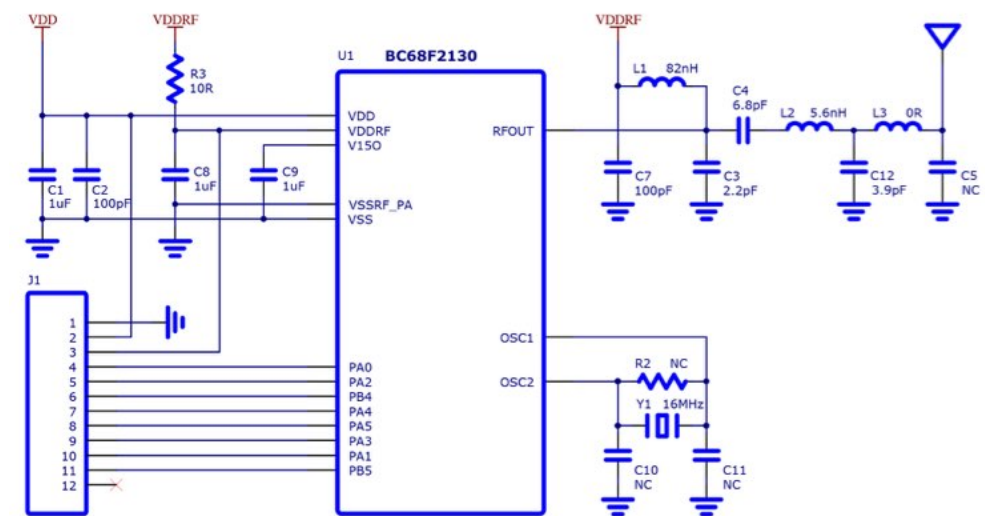 VDD
VDDRF
VDDRF
U1 BC68F2130
R3
10R
L1 82nH
C4
6.8pF
L2 5.6nH
L3 0R
VDD
VDDRF
V15O
RFOUT
C1
1uF
C2
100pF
C8
1uF
C9
1uF
VSSRF_PA
VSS
C7
100pF
C3
2.2pF
C12
3.9pF
C5
NC
J1
1
2
3
4
5
6
7
8
9
10
11
12
PA0
PA2
PB4
PA4
PA5
PA3
PA1
PB5
OSC1
OSC2
R2 NC
Y1 16MHz
C10
NC
C11
NC